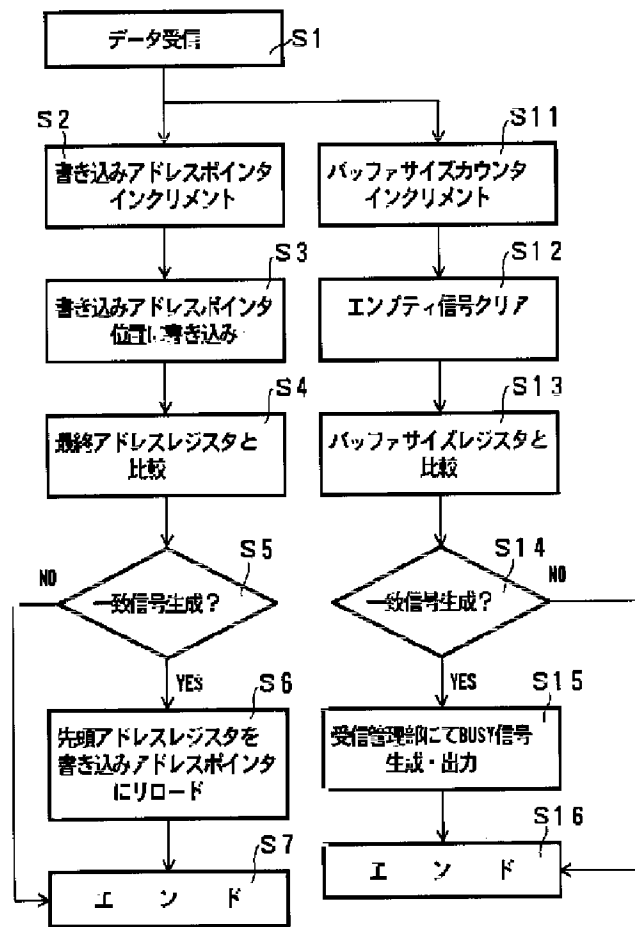 データ受信
S1
S2
書き込みアドレスポインタ
インクリメント
S3
書き込みアドレスポインタ
位置に書き込み
S4
最終アドレスレジスタと
比較
S5
一致信号生成?
NO
YES
S6
先頭アドレスレジスタを
書き込みアドレスポインタ
にリロード
S7
エンド
S11
バッファサイズカウンタ
インクリメント
S12
エンプティ信号クリア
S13
バッファサイズレジスタと
比較
S14
一致信号生成?
NO
YES
S15
受信管理部にてBUSY信号
生成・出力
S16
エンド